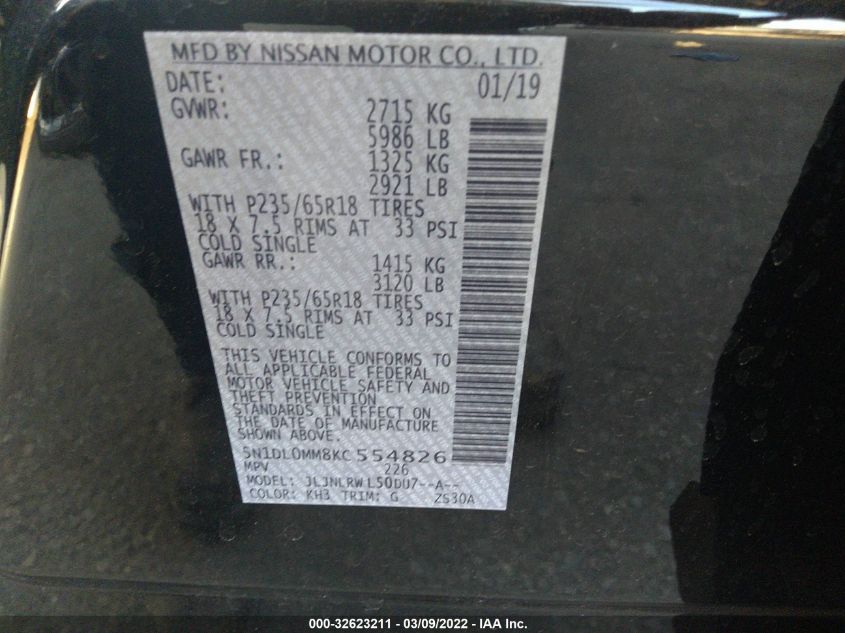 MFD BY NISSAN MOTOR CO., LTD.
DATE: 01/19
GVWR: 2715 KG
5986 LB
GAWR FR.: 1325 KG
2921 LB
WITH P235/65R18 TIRES
18 X 7.5 RIMS AT 33 PSI
COLD SINGLE
GAWR RR.: 1415 KG
3120 LB
WITH P235/65R18 TIRES
18 X 7.5 RIMS AT 33 PSI
COLD SINGLE
THIS VEHICLE CONFORMS TO
ALL APPLICABLE FEDERAL
MOTOR VEHICLE SAFETY AND
THEFT PREVENTION
STANDARDS IN EFFECT ON
THE DATE OF MANUFACTURE
SHOWN ABOVE.
5N1DL0MM8KC554826
MPV 226
MODEL: JLJNLRWL50DU7--A--
COLOR: KH3 TRIM: G ZS30A
000-32623211 - 03/09/2022 - IAA Inc.